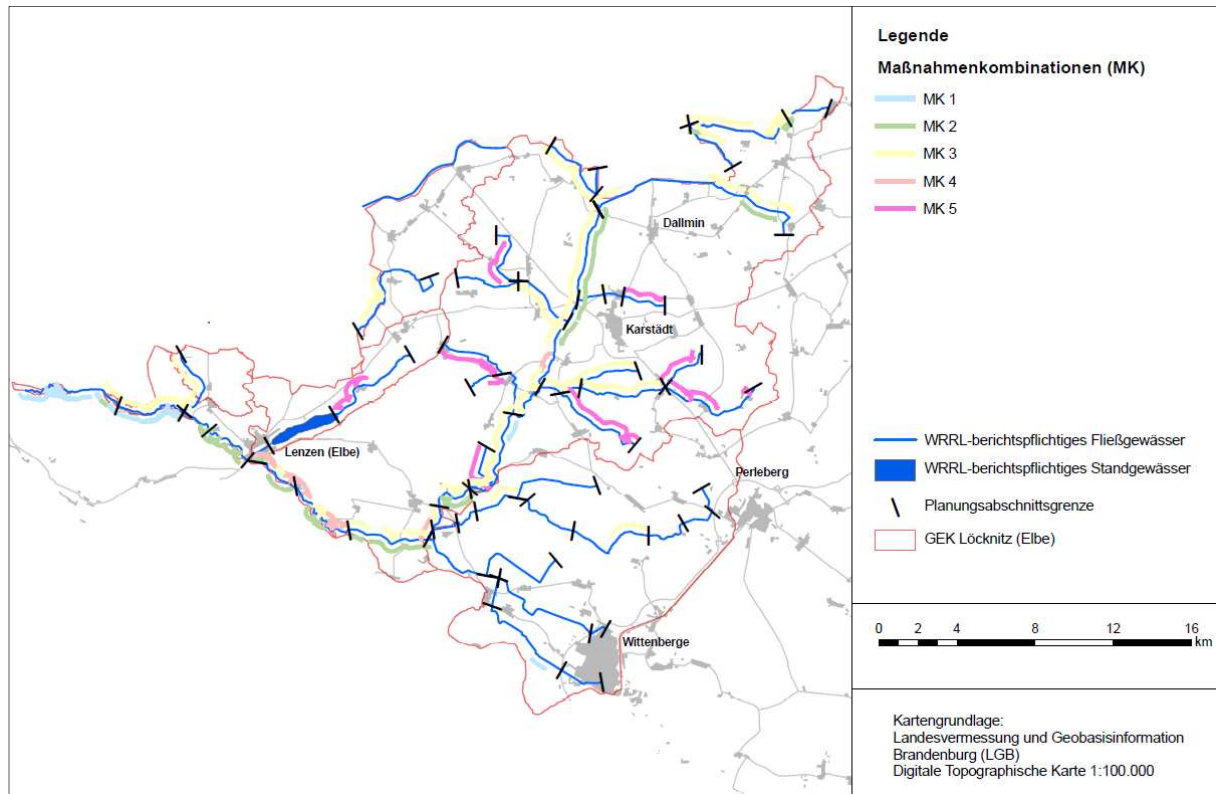 Legende
Maßnahmenkombinationen (MK)
MK 1
MK 2
MK 3
MK 4
MK 5
Dallmin
Karstädt
Lenzen (Elbe)
Perleberg
Wittenberge
WRRL-berichtspflichtiges Fließgewässer
WRRL-berichtspflichtiges Standgewässer
Planungsabschnittsgrenze
GEK Löcknitz (Elbe)
0 2 4 8 12 16
km
Kartengrundlage:
Landesvermessung und Geobasisinformation
Brandenburg (LGB)
Digitale Topographische Karte 1:100.000